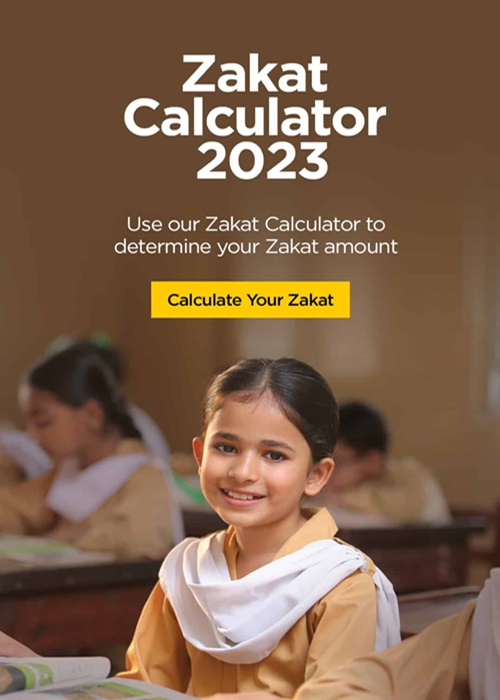 Zakat
Calculator
2023
Use our Zakat Calculator to
determine your Zakat amount
Calculate Your Zakat